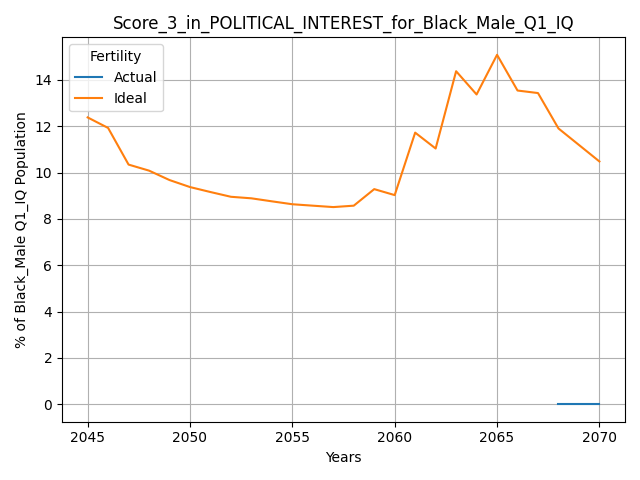 Score_3_in_POLITICAL_INTEREST_for_Black_Male_Q1_IQ
Fertility
Actual
Ideal
% of Black_Male Q1_IQ Population
14
12
10
8
6
4
2
0
2045
2050
2055
2060
2065
2070
Years